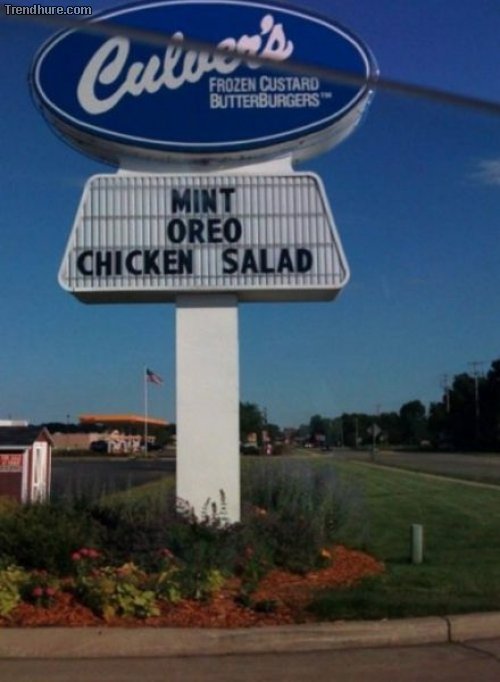 Trendhure.com
Culver's
FROZEN CUSTARD
BUTTERBURGERS™
MINT
OREO
CHICKEN SALAD